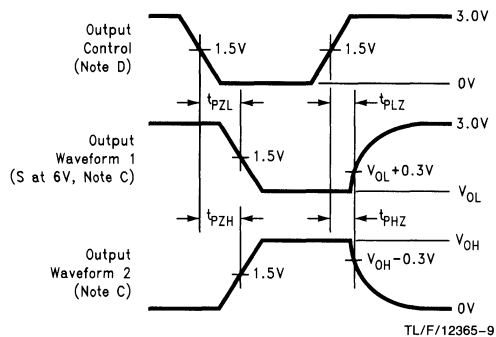 Output
Control
(Note D)
1.5V
1.5V
3.0V
0V
tPZL
tPLZ
Output
Waveform 1
(S at 6V, Note C)
1.5V
3.0V
VOL+0.3V
VOL
tPZH
tPHZ
Output
Waveform 2
(Note C)
1.5V
VOH
VOH−0.3V
0V
TL/F/12365–9